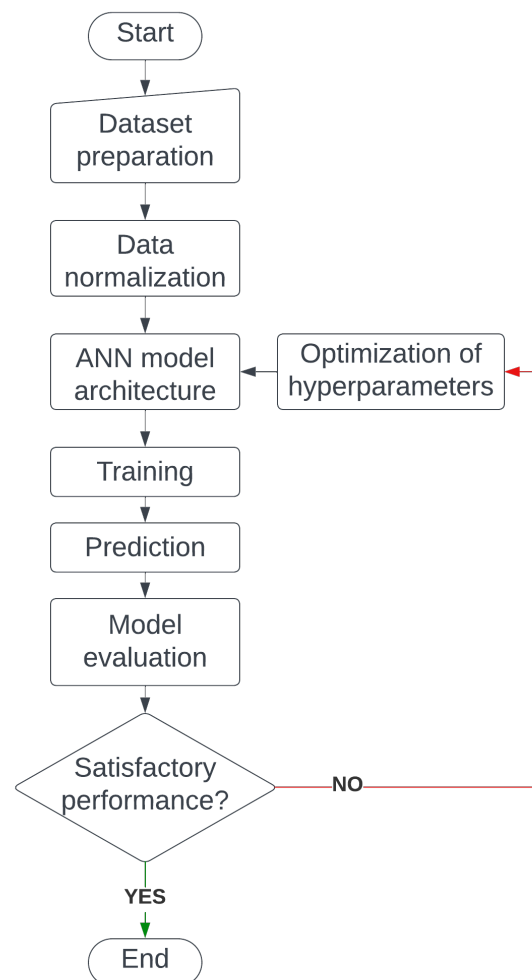 Start
Dataset
preparation
Data
normalization
ANN model
architecture
Optimization of
hyperparameters
Training
Prediction
Model
evaluation
Satisfactory
performance?
NO
YES
End